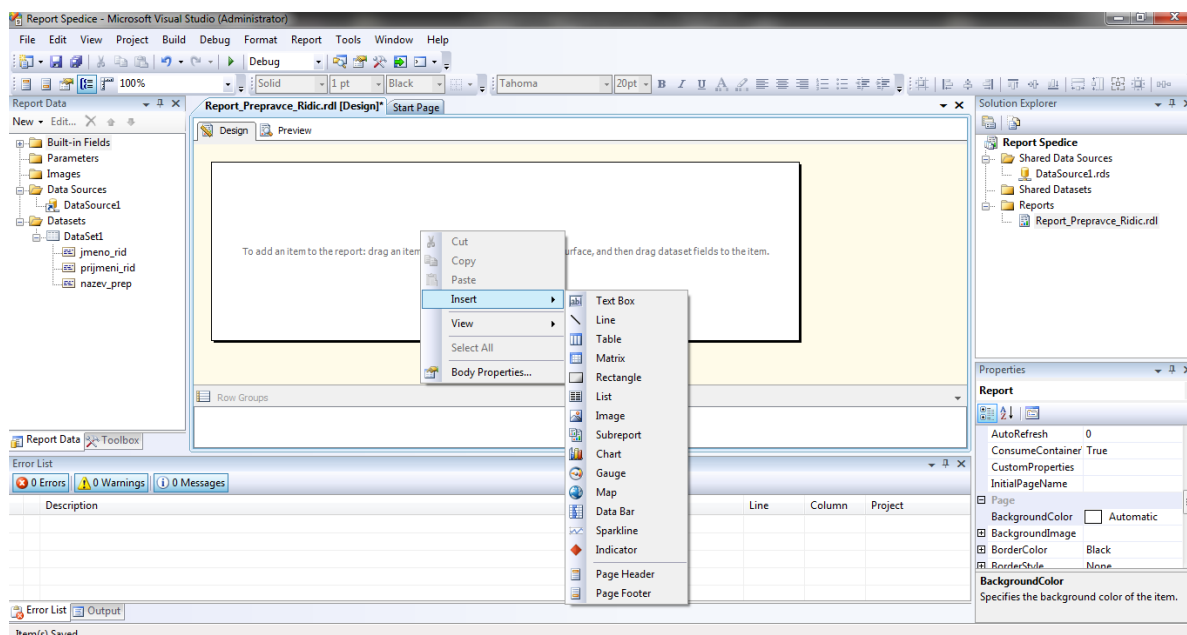 Report Spedice - Microsoft Visual Studio (Administrator)
File Edit View Project Build Debug Format Report Tools Window Help
Debug
100% Solid 1 pt Black Tahoma 20pt B I U A
Report Data
New Edit...
Built-in Fields
Parameters
Images
Data Sources
DataSource1
Datasets
DataSet1
jmeno_rid
prijmeni_rid
nazev_prep
Report Data Toolbox
Report_Prepravce_Ridic.rdl [Design]* Start Page
Design Preview
To add an item to the report: drag an item urface, and then drag dataset fields to the item.
Cut
Copy
Paste
Insert
View
Select All
Body Properties...
Text Box
Line
Table
Matrix
Rectangle
List
Image
Subreport
Chart
Gauge
Map
Data Bar
Sparkline
Indicator
Page Header
Page Footer
Row Groups
Solution Explorer
Report Spedice
Shared Data Sources
DataSource1.rds
Shared Datasets
Reports
Report_Prepravce_Ridic.rdl
Properties
Report
AutoRefresh 0
ConsumeContainer True
CustomProperties
InitialPageName
Page
BackgroundColor Automatic
BackgroundImage
BorderColor Black
BorderStyle None
BackgroundColor
Specifies the background color of the item.
Error List
0 Errors 0 Warnings 0 Messages
Description Line Column Project
Error List Output
Item(s) Saved